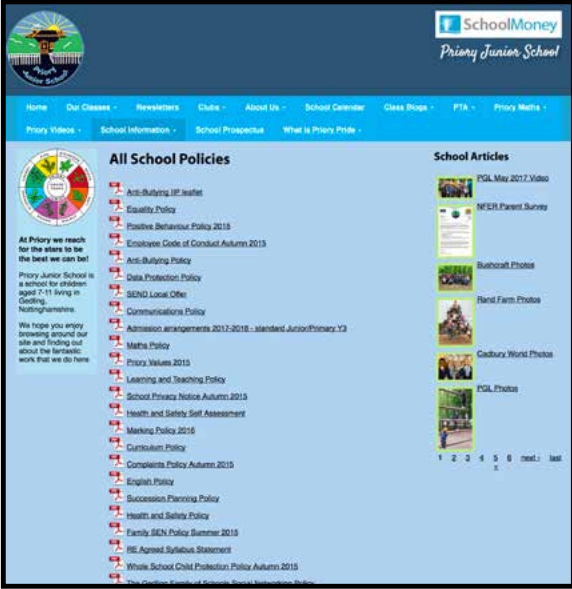 Priory
Junior School
SchoolMoney
Priory Junior School
Home
Our Classes
Newsletters
Clubs
About Us
School Calendar
Class Blogs
PTA
Priory Maths
Priory Videos
School Information
School Prospectus
What is Priory Pride
At Priory we reach
for the stars to be
the best we can be!
Priory Junior School is
a school for children
aged 7-11 living in
Gedling,
Nottinghamshire.
We hope you enjoy
browsing around our
site and finding out
about the fantastic
work that we do here
All School Policies
Anti-Bullying IIP leaflet
Equality Policy
Positive Behaviour Policy 2015
Employee Code of Conduct Autumn 2015
Anti-Bullying Policy
Data Protection Policy
SEND Local Offer
Communications Policy
Admission arrangements 2017-2018 - standard Junior/Primary Y3
Maths Policy
Priory Values 2015
Learning and Teaching Policy
School Privacy Notice Autumn 2015
Health and Safety Self Assessment
Marking Policy 2016
Curriculum Policy
Complaints Policy Autumn 2015
English Policy
Succession Planning Policy
Health and Safety Policy
Family SEN Policy Summer 2015
RE Agreed Syllabus Statement
Whole School Child Protection Policy Autumn 2015
The Gedling Family of Schools Social Networking Policy
School Articles
PGL May 2017 Video
NFER Parent Survey
Bushcraft Photos
Rand Farm Photos
Cadbury World Photos
PGL Photos
1 2 3 4 5 6 next › last
»